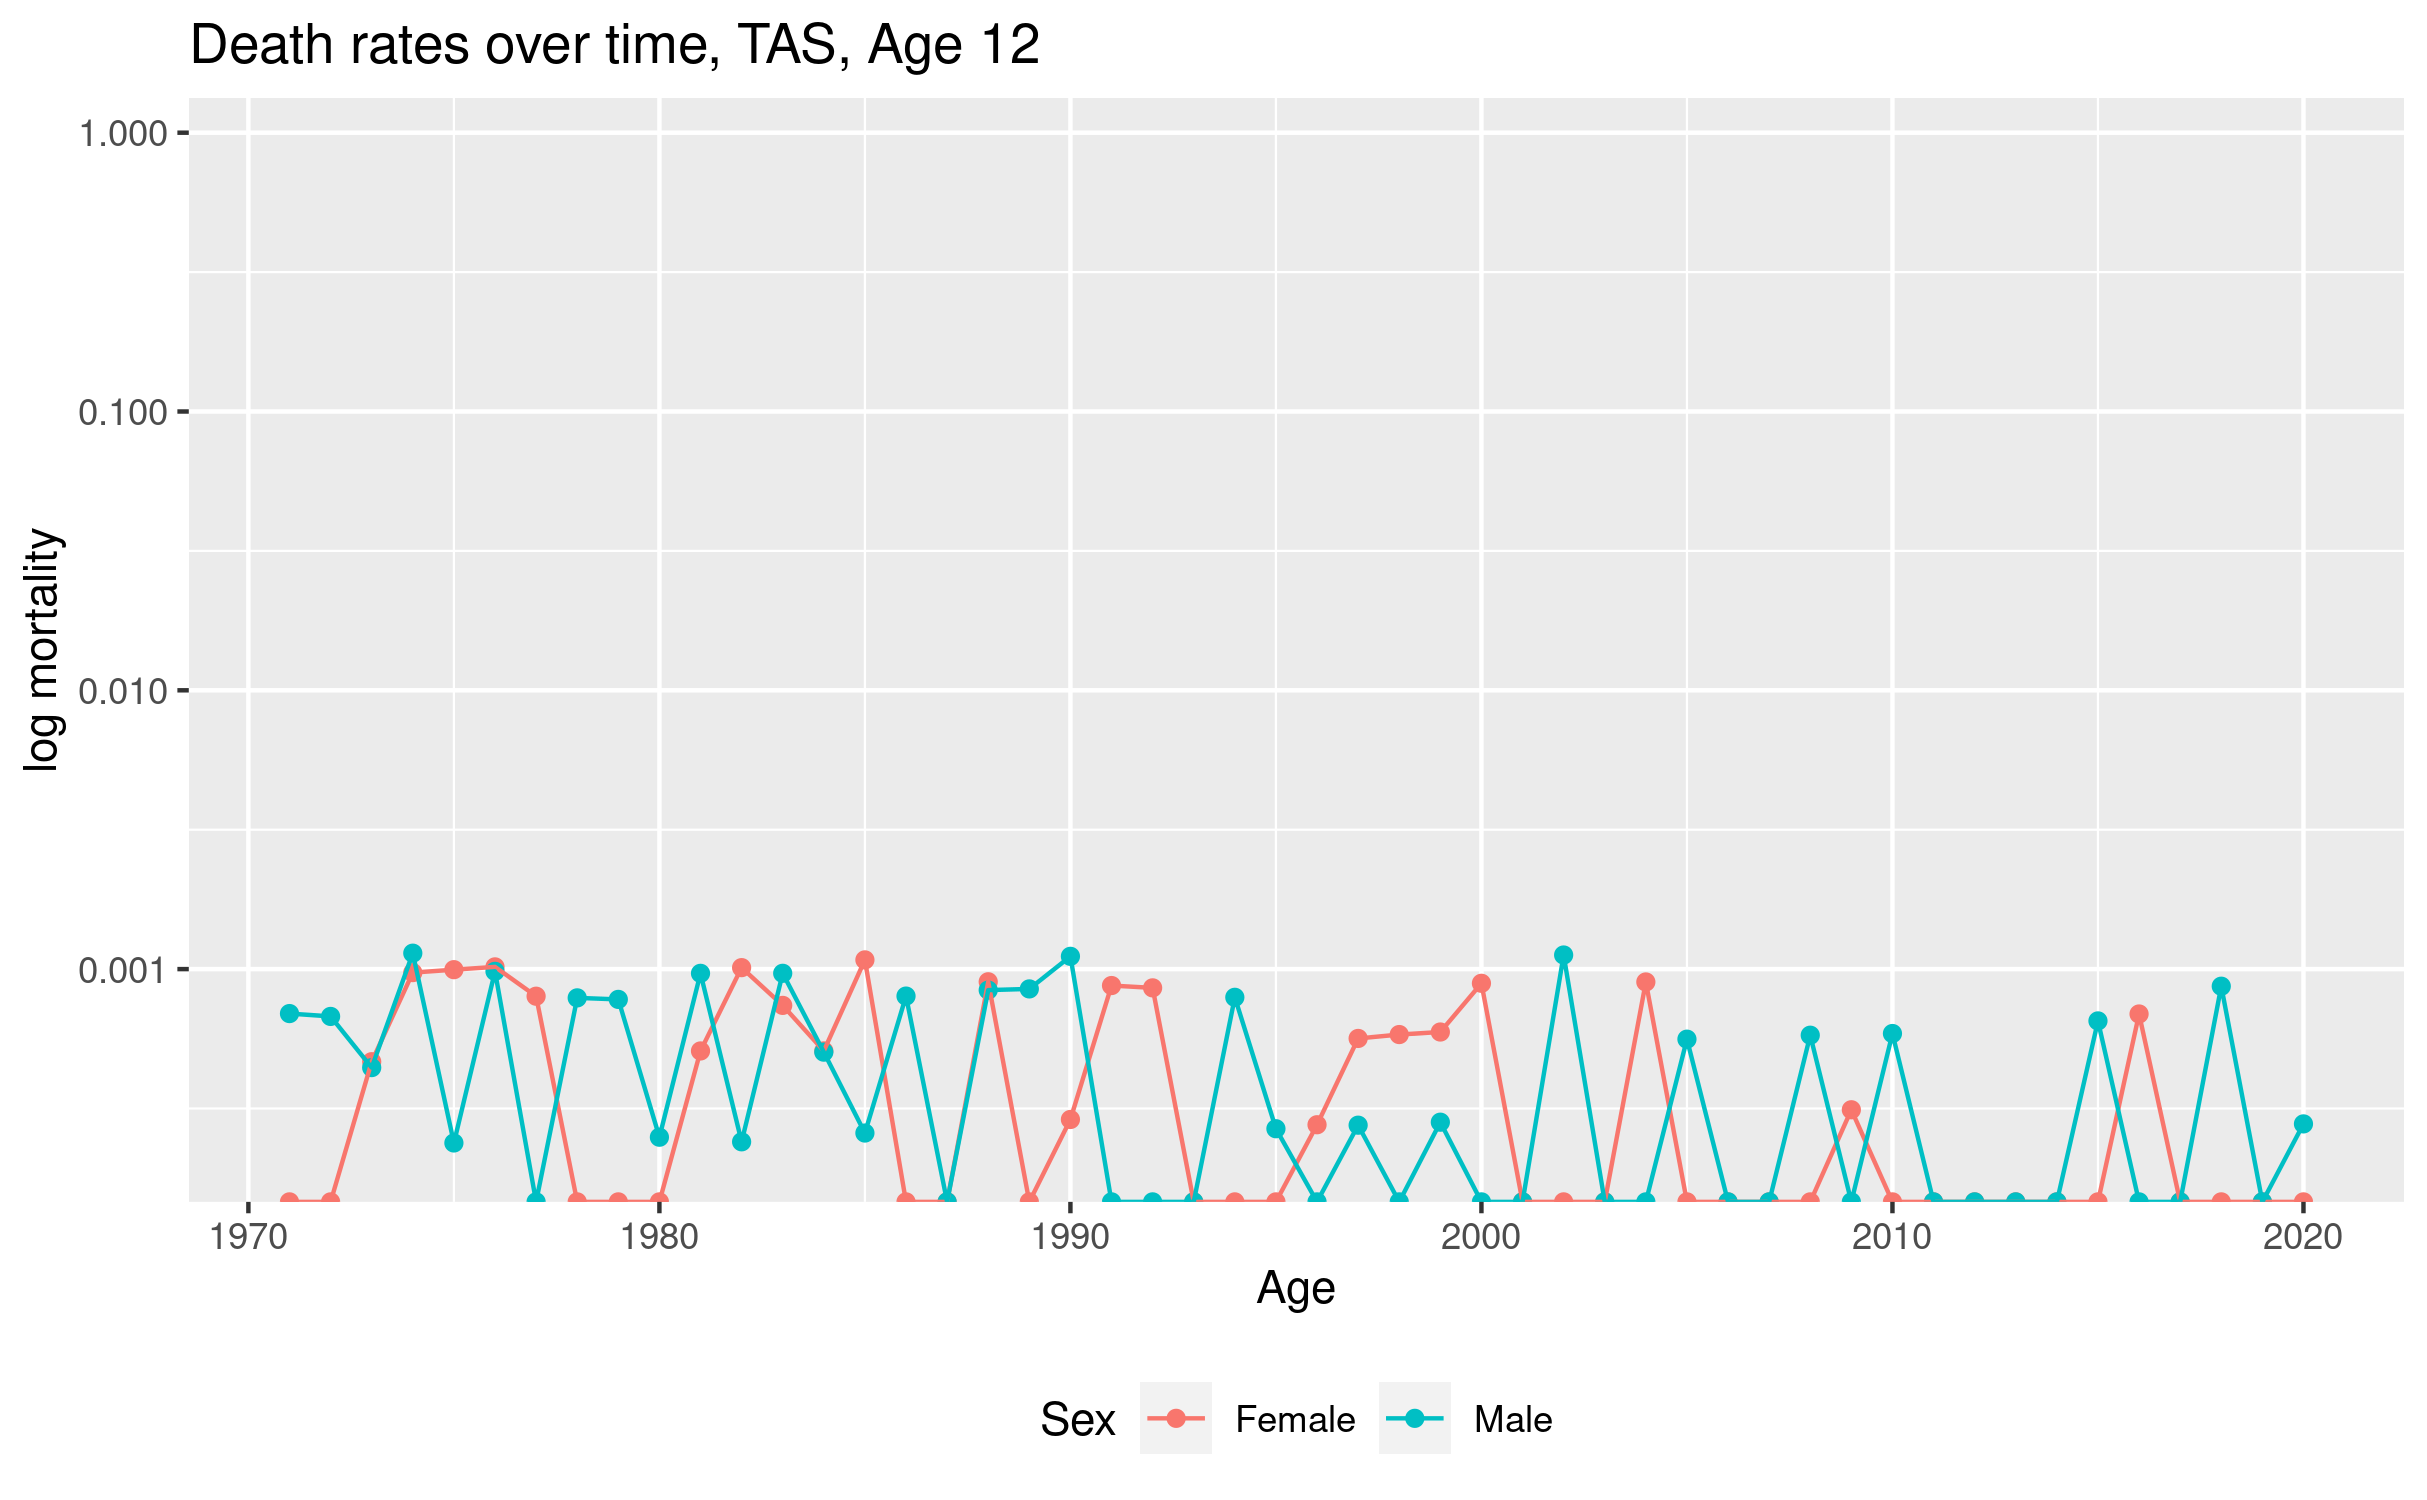 Death rates over time, TAS, Age 12
log mortality
1.000
0.100
0.010
0.001
1970 1980 1990 2000 2010 2020
Age
Sex Female Male